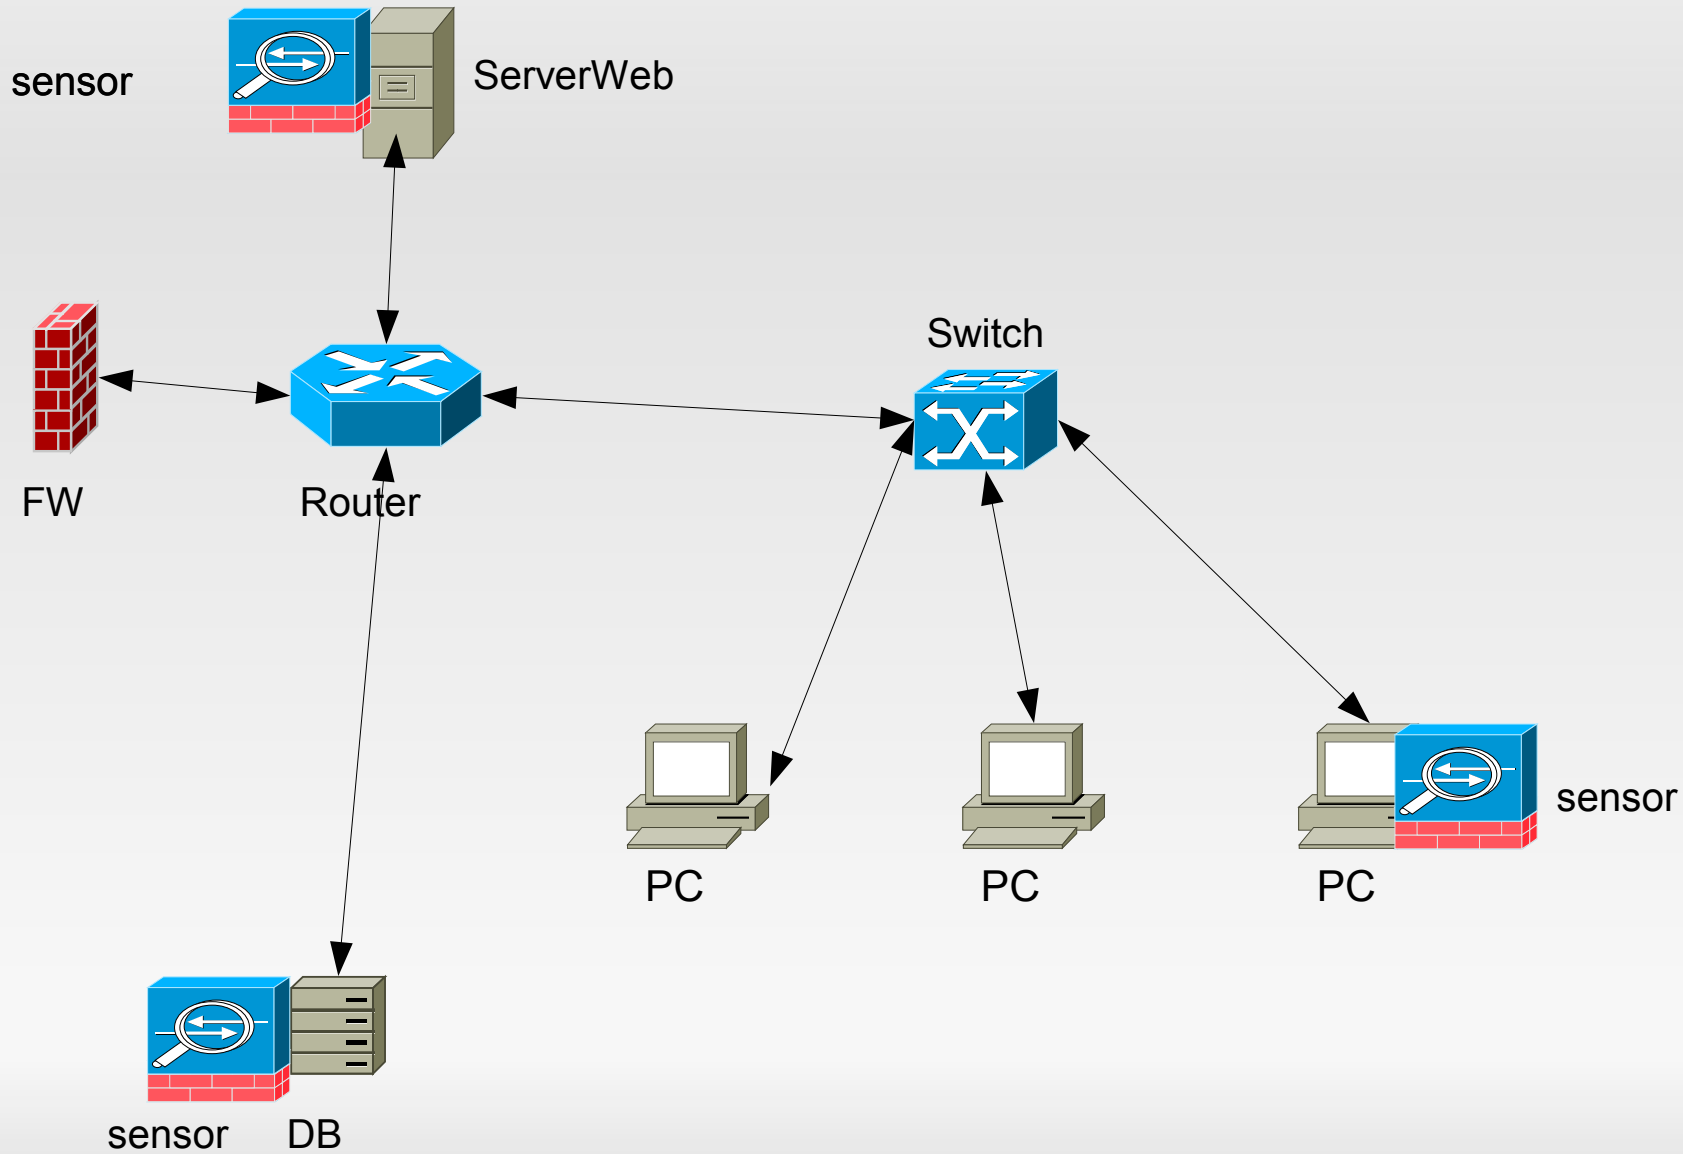 sensor
ServerWeb
Switch
FW
Router
sensor
PC
PC
PC
sensor
DB